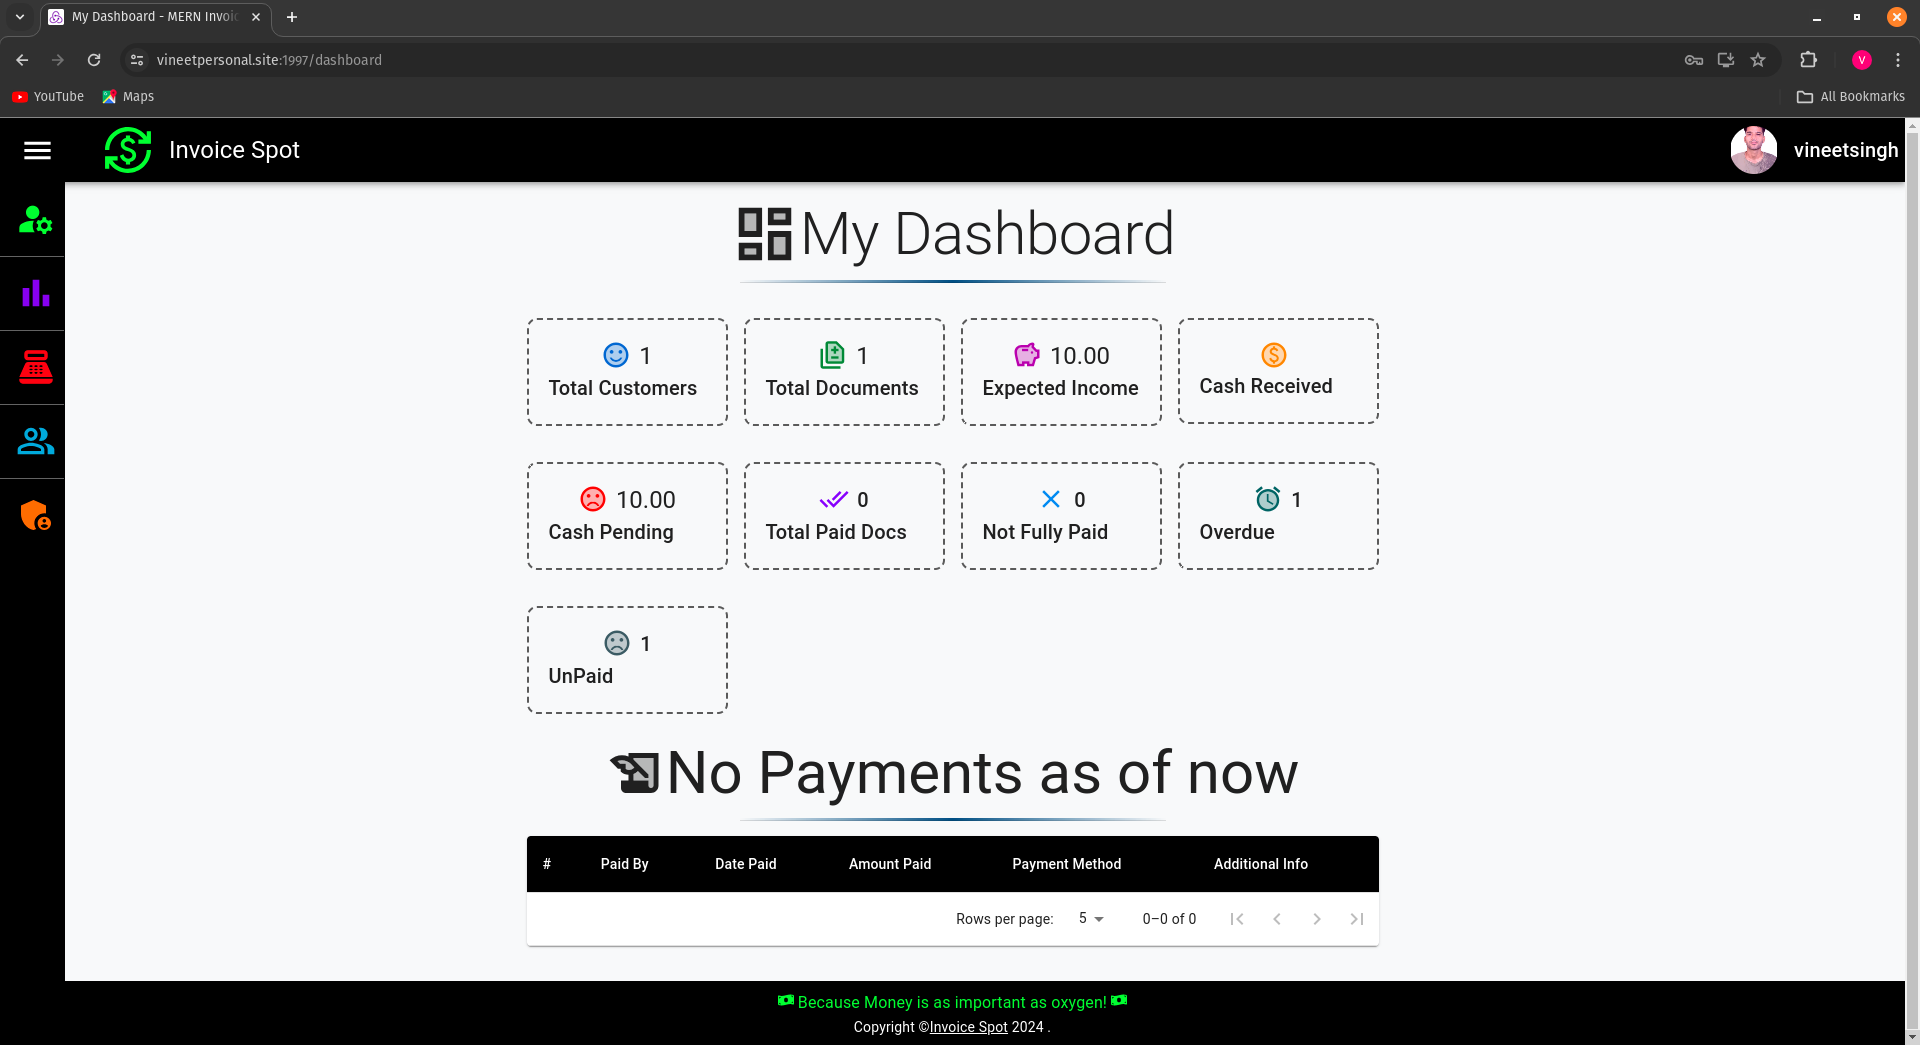 My Dashboard - MERN Invoic
vineetpersonal.site:1997/dashboard
V
YouTube
Maps
All Bookmarks
Invoice Spot
vineetsingh
My Dashboard
1
Total Customers
1
Total Documents
10.00
Expected Income
Cash Received
10.00
Cash Pending
0
Total Paid Docs
0
Not Fully Paid
1
Overdue
1
UnPaid
No Payments as of now
# Paid By Date Paid Amount Paid Payment Method Additional Info
Rows per page: 5 0–0 of 0
Because Money is as important as oxygen!
Copyright ©Invoice Spot 2024 .